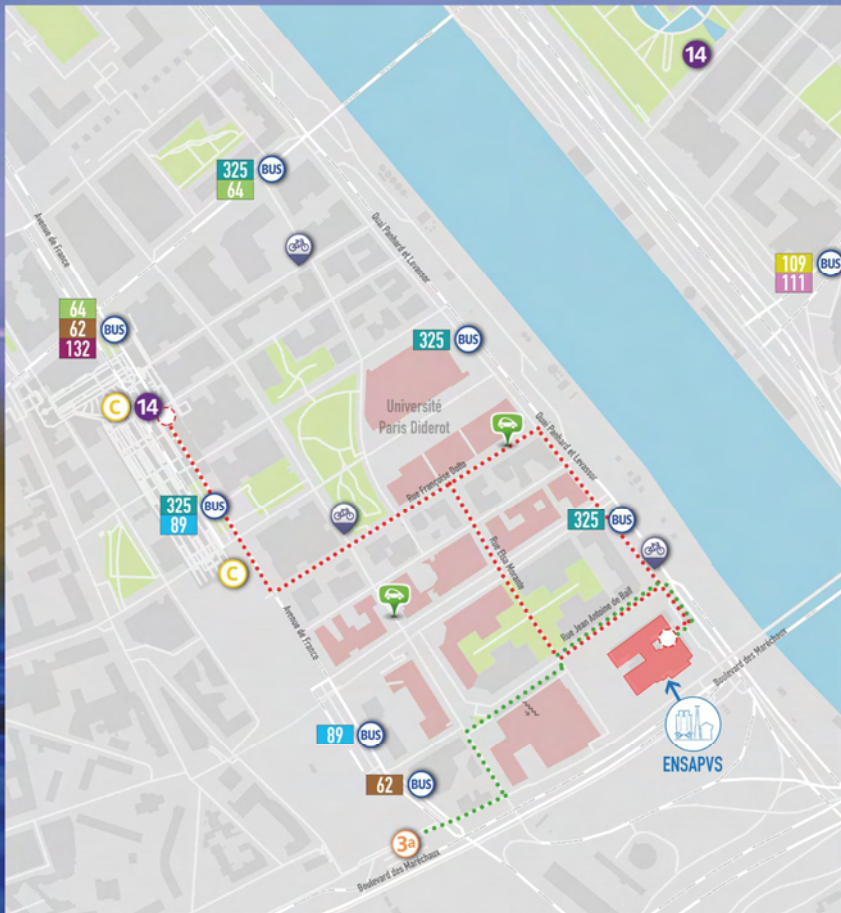 14
325 BUS
64
Avenue de France
Quai Panhard et Levassor
109 BUS
111
64
62 BUS
132
325 BUS
Université
Paris Diderot
C 14
Quai Panhard et Levassor
Rue Françoise Dolto
325 BUS
89
325 BUS
Rue Elsa Morante
C
Rue Jean Antoine de Baïf
Avenue de France
Boulevard des Maréchaux
89 BUS
ENSAPVS
62 BUS
3a
Boulevard des Maréchaux